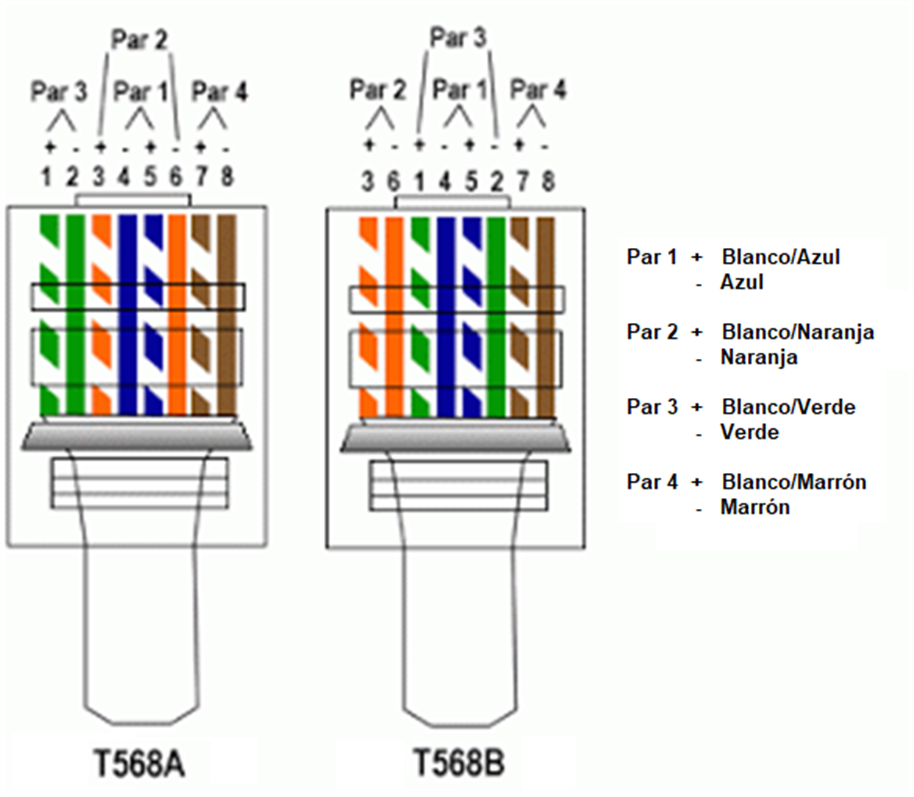 Par 2
Par 3 Par 1 Par 4
+ - + - + - + -
1 2 3 4 5 6 7 8
T568A
Par 3
Par 2 Par 1 Par 4
+ - + - + - + -
3 6 1 4 5 2 7 8
T568B
Par 1 + Blanco/Azul
- Azul
Par 2 + Blanco/Naranja
- Naranja
Par 3 + Blanco/Verde
- Verde
Par 4 + Blanco/Marrón
- Marrón